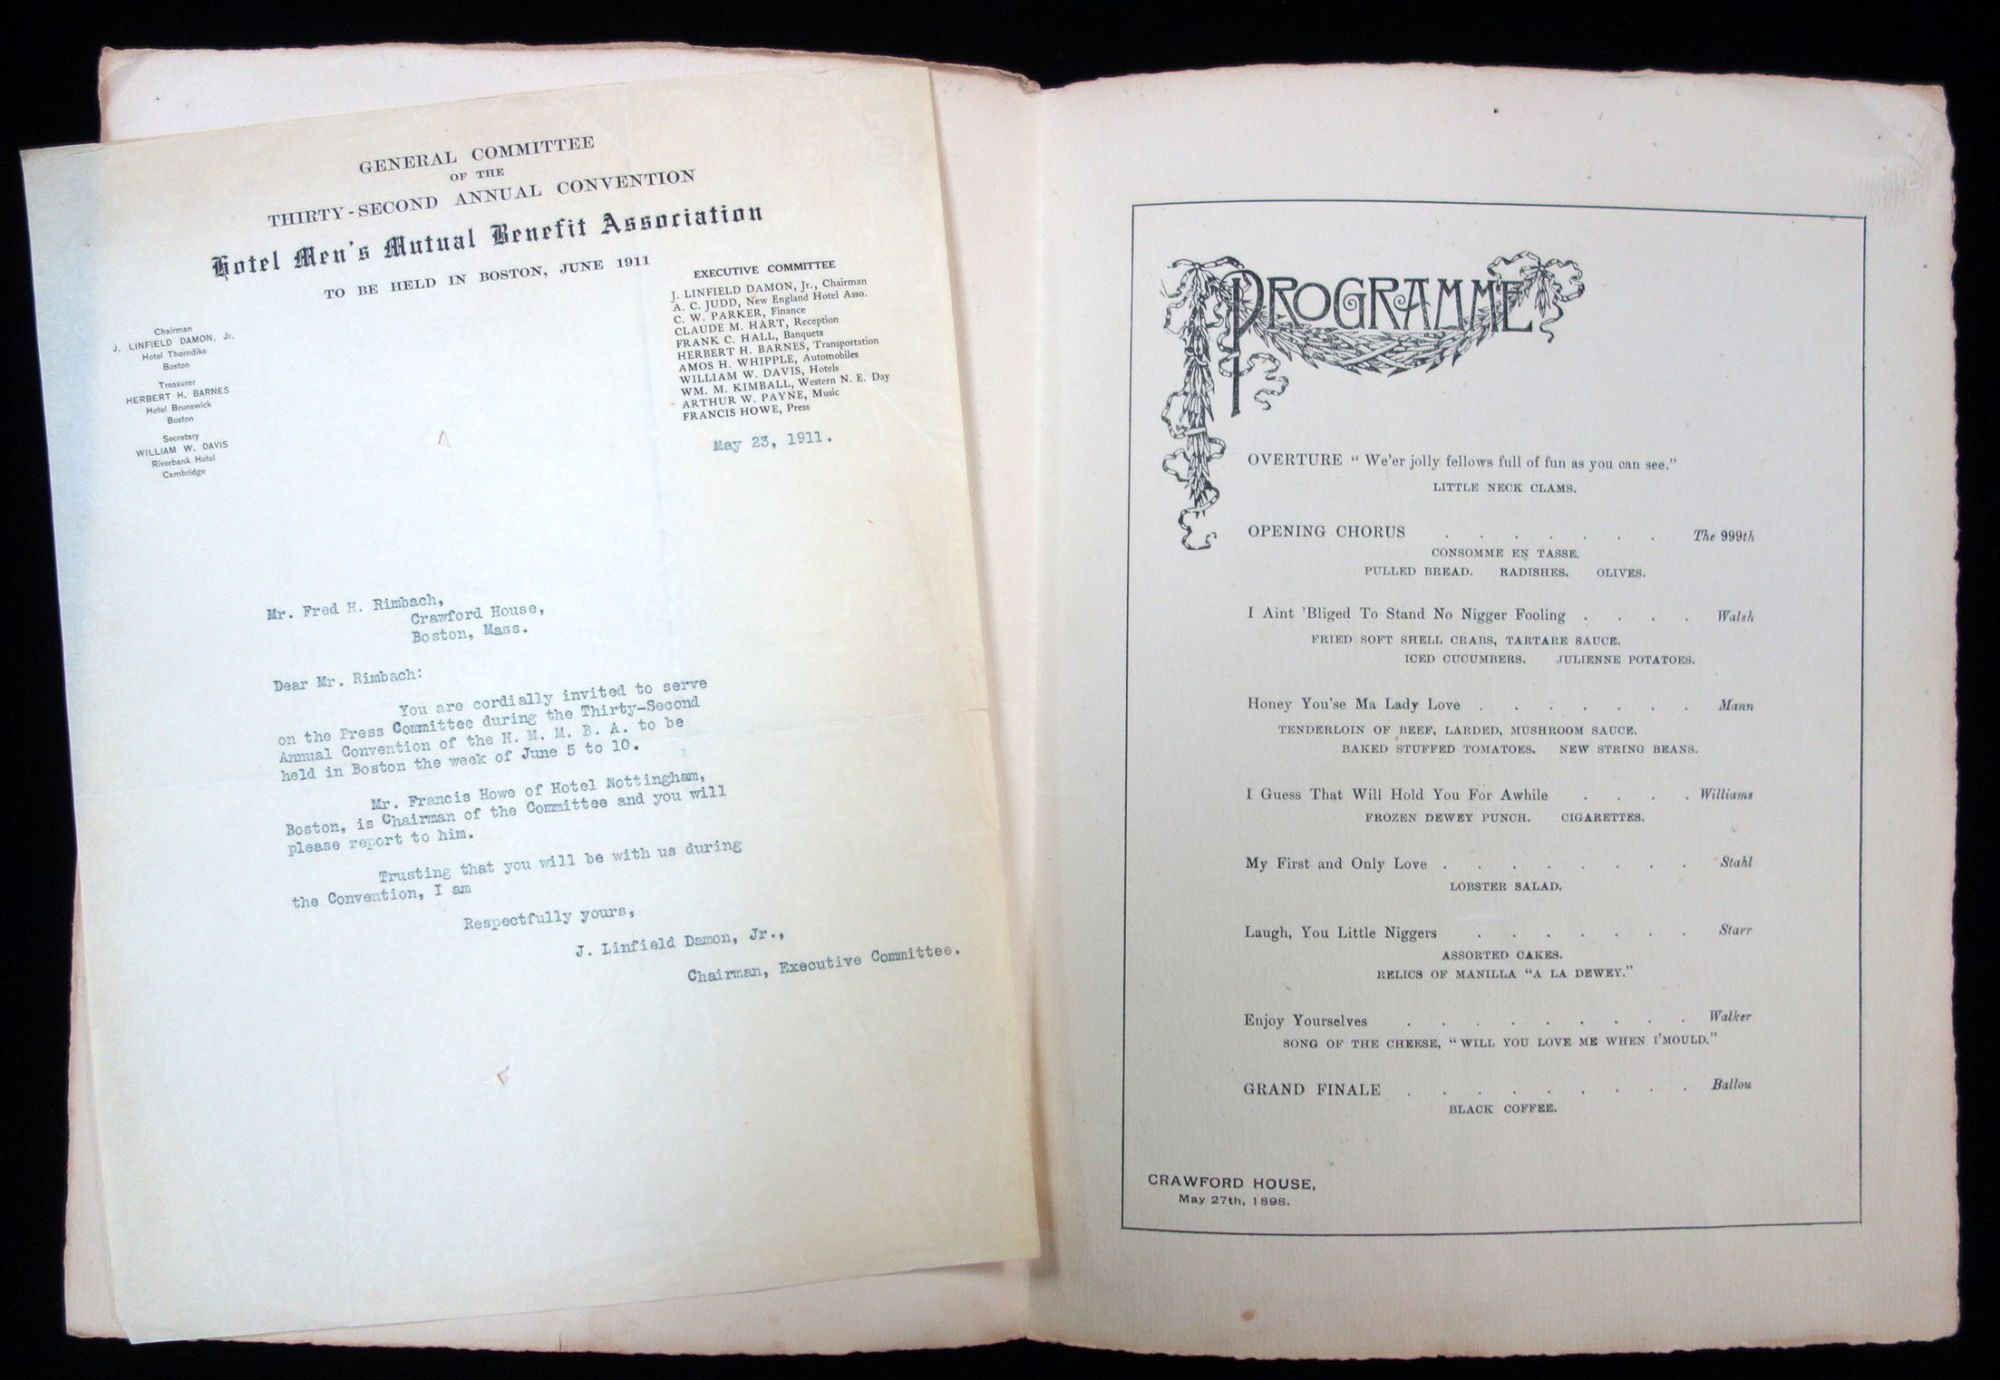 GENERAL COMMITTEE
OF THE
THIRTY-SECOND ANNUAL CONVENTION
Hotel Men's Mutual Benefit Association
TO BE HELD IN BOSTON, JUNE 1911
Chairman
J. LINFIELD DAMON, Jr.
Hotel Thorndike
Boston
Treasurer
HERBERT H. BARNES
Hotel Brunswick
Boston
Secretary
WILLIAM W. DAVIS
Riverbank Hotel
Cambridge
EXECUTIVE COMMITTEE
J. LINFIELD DAMON, Jr., Chairman
A. C. JUDD, New England Hotel Asso.
C. W. PARKER, Finance
CLAUDE M. HART, Reception
FRANK C. HALL, Banquets
HERBERT H. BARNES, Transportation
AMOS H. WHIPPLE, Automobiles
WILLIAM W. DAVIS, Hotels
WM. M. KIMBALL, Western N. E. Day
ARTHUR W. PAYNE, Music
FRANCIS HOWE, Press
May 23, 1911.
Mr. Fred H. Rimbach,
Crawford House,
Boston, Mass.
Dear Mr. Rimbach:
You are cordially invited to serve
on the Press Committee during the Thirty-Second
Annual Convention of the H. M. M. B. A. to be
held in Boston the week of June 5 to 10.
Mr. Francis Howe of Hotel Nottingham,
Boston, is Chairman of the Committee and you will
please report to him.
Trusting that you will be with us during
the Convention, I am
Respectfully yours,
J. Linfield Damon, Jr.,
Chairman, Executive Committee.
PROGRAMME
OVERTURE " We'er jolly fellows full of fun as you can see."
LITTLE NECK CLAMS.
OPENING CHORUS . . . . . . . The 999th
CONSOMME EN TASSE.
PULLED BREAD. RADISHES. OLIVES.
I Aint 'Bliged To Stand No Nigger Fooling . . . . Walsh
FRIED SOFT SHELL CRABS, TARTARE SAUCE.
ICED CUCUMBERS. JULIENNE POTATOES.
Honey You'se Ma Lady Love . . . . . . . Mann
TENDERLOIN OF BEEF, LARDED, MUSHROOM SAUCE.
BAKED STUFFED TOMATOES. NEW STRING BEANS.
I Guess That Will Hold You For Awhile . . . . Williams
FROZEN DEWEY PUNCH. CIGARETTES.
My First and Only Love . . . . . . . . Stahl
LOBSTER SALAD.
Laugh, You Little Niggers . . . . . . . Starr
ASSORTED CAKES.
RELICS OF MANILLA "A LA DEWEY."
Enjoy Yourselves . . . . . . . . . Walker
SONG OF THE CHEESE, "WILL YOU LOVE ME WHEN I'MOULD."
GRAND FINALE . . . . . . . . . Ballou
BLACK COFFEE.
CRAWFORD HOUSE,
May 27th, 1898.